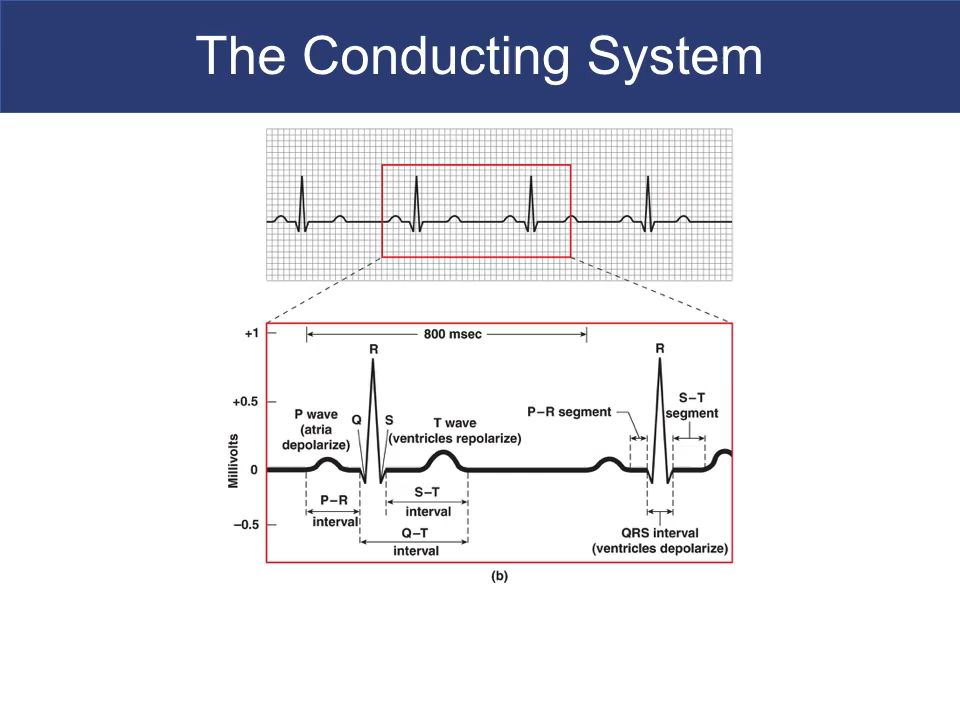 The Conducting System
+1
800 msec
R
R
+0.5
P wave
(atria
depolarize)
Q
S
T wave
(ventricles repolarize)
P–R segment
S–T
segment
Millivolts
0
P–R
interval
S–T
interval
Q–T
interval
–0.5
QRS interval
(ventricles depolarize)
(b)